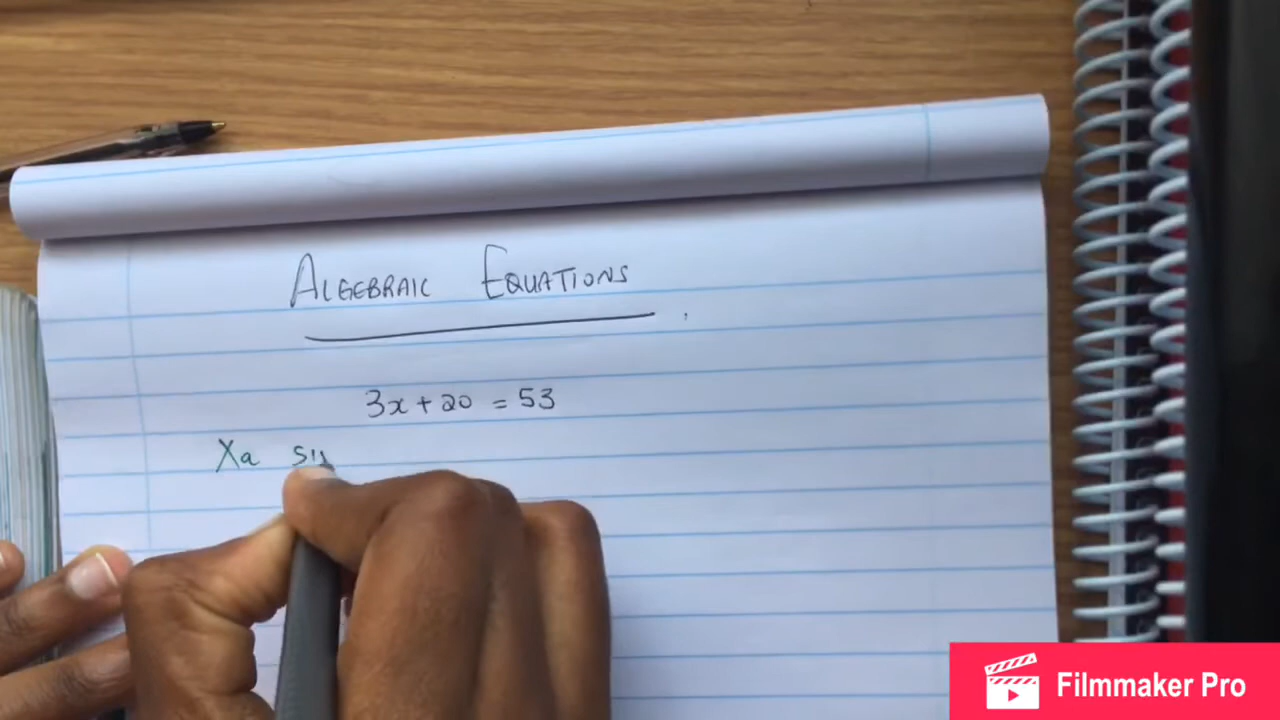 ALGEBRAIC EQUATIONS
3x + 20 = 53
Xa
Filmmaker Pro